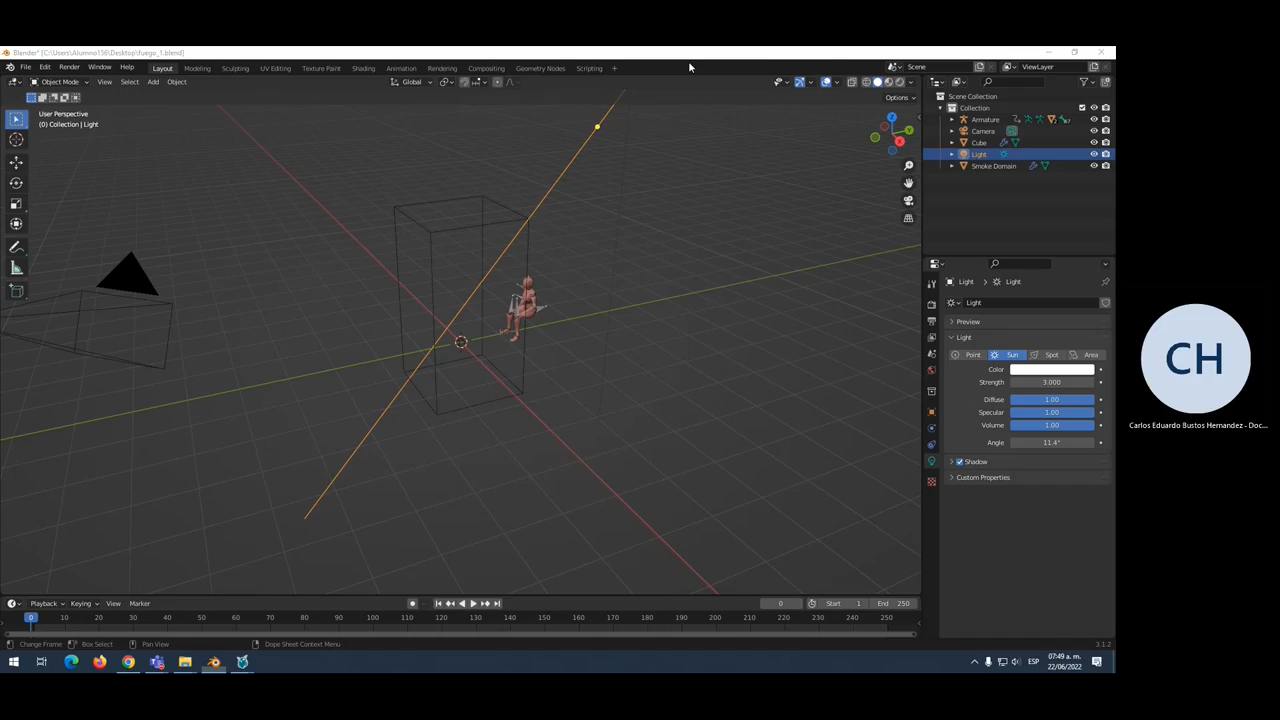 Blender* [C:\Users\Alumno156\Desktop\fuego_1.blend]
File Edit Render Window Help Layout Modeling Sculpting UV Editing Texture Paint Shading Animation Rendering Compositing Geometry Nodes Scripting + Scene ViewLayer
Object Mode View Select Add Object Global
Options
User Perspective
(0) Collection | Light
Z
Y
X
Scene Collection
Collection
Armature
Camera
Cube
Light
Smoke Domain
Light > Light
Light
Preview
Light
Point Sun Spot Area
Color
Strength 3.000
Diffuse 1.00
Specular 1.00
Volume 1.00
Angle 11.4°
Shadow
Custom Properties
CH
Carlos Eduardo Bustos Hernandez - Doc...
Playback Keying View Marker 0 Start 1 End 250
0 10 20 30 40 50 60 70 80 90 100 110 120 130 140 150 160 170 180 190 200 210 220 230 240 250
Change Frame Box Select Pan View Dope Sheet Context Menu 3.1.2
ESP
07:49 a. m.
22/06/2022